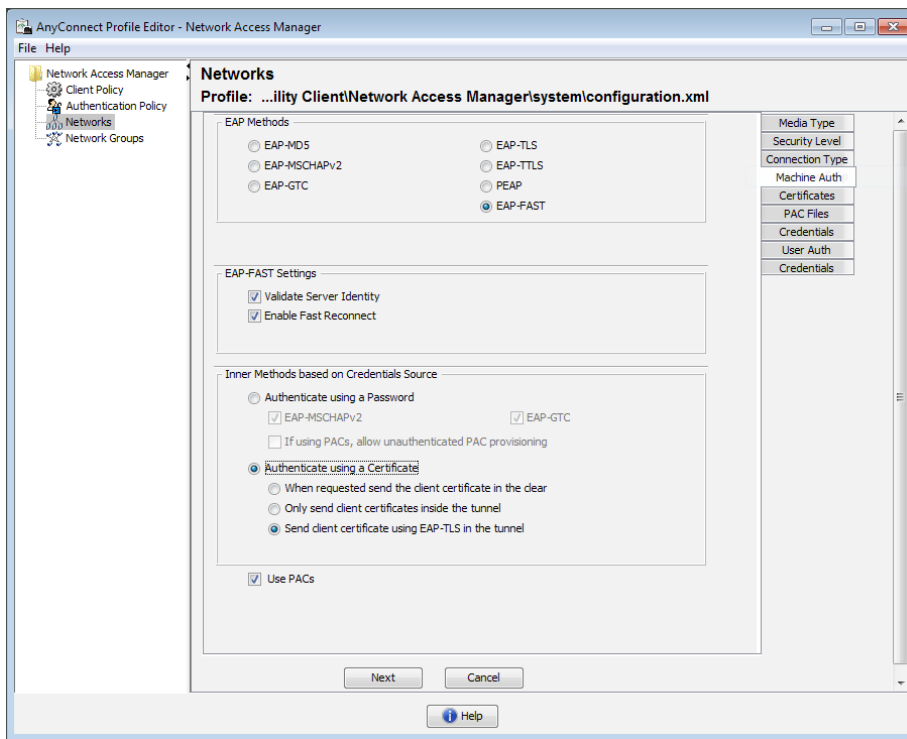 AnyConnect Profile Editor - Network Access Manager
File Help
Network Access Manager
Client Policy
Authentication Policy
Networks
Network Groups
Networks
Profile: ...ility Client\Network Access Manager\system\configuration.xml
EAP Methods
EAP-MD5
EAP-TLS
EAP-MSCHAPv2
EAP-TTLS
EAP-GTC
PEAP
EAP-FAST
EAP-FAST Settings
Validate Server Identity
Enable Fast Reconnect
Inner Methods based on Credentials Source
Authenticate using a Password
EAP-MSCHAPv2
EAP-GTC
If using PACs, allow unauthenticated PAC provisioning
Authenticate using a Certificate
When requested send the client certificate in the clear
Only send client certificates inside the tunnel
Send client certificate using EAP-TLS in the tunnel
Use PACs
Media Type
Security Level
Connection Type
Machine Auth
Certificates
PAC Files
Credentials
User Auth
Credentials
Next
Cancel
Help